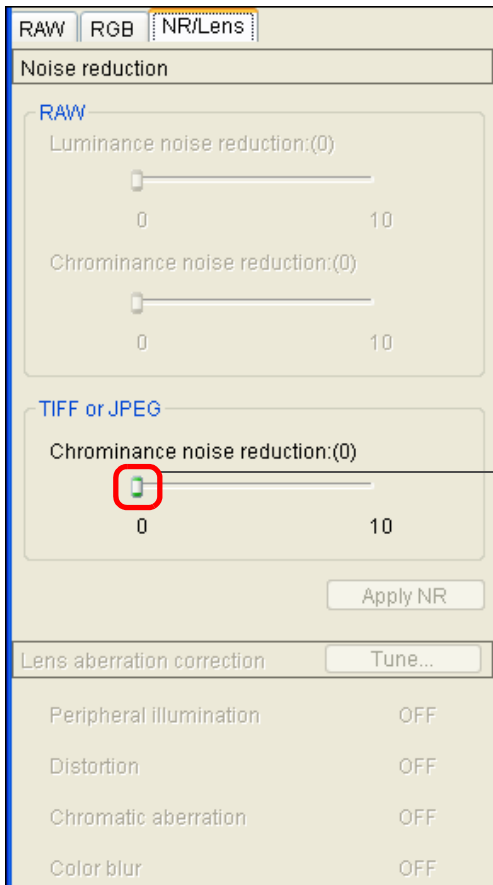 RAW RGB NR/Lens
Noise reduction
RAW
Luminance noise reduction:(0)
0 10
Chrominance noise reduction:(0)
0 10
TIFF or JPEG
Chrominance noise reduction:(0)
0 10
Apply NR
Lens aberration correction Tune...
Peripheral illumination OFF
Distortion OFF
Chromatic aberration OFF
Color blur OFF